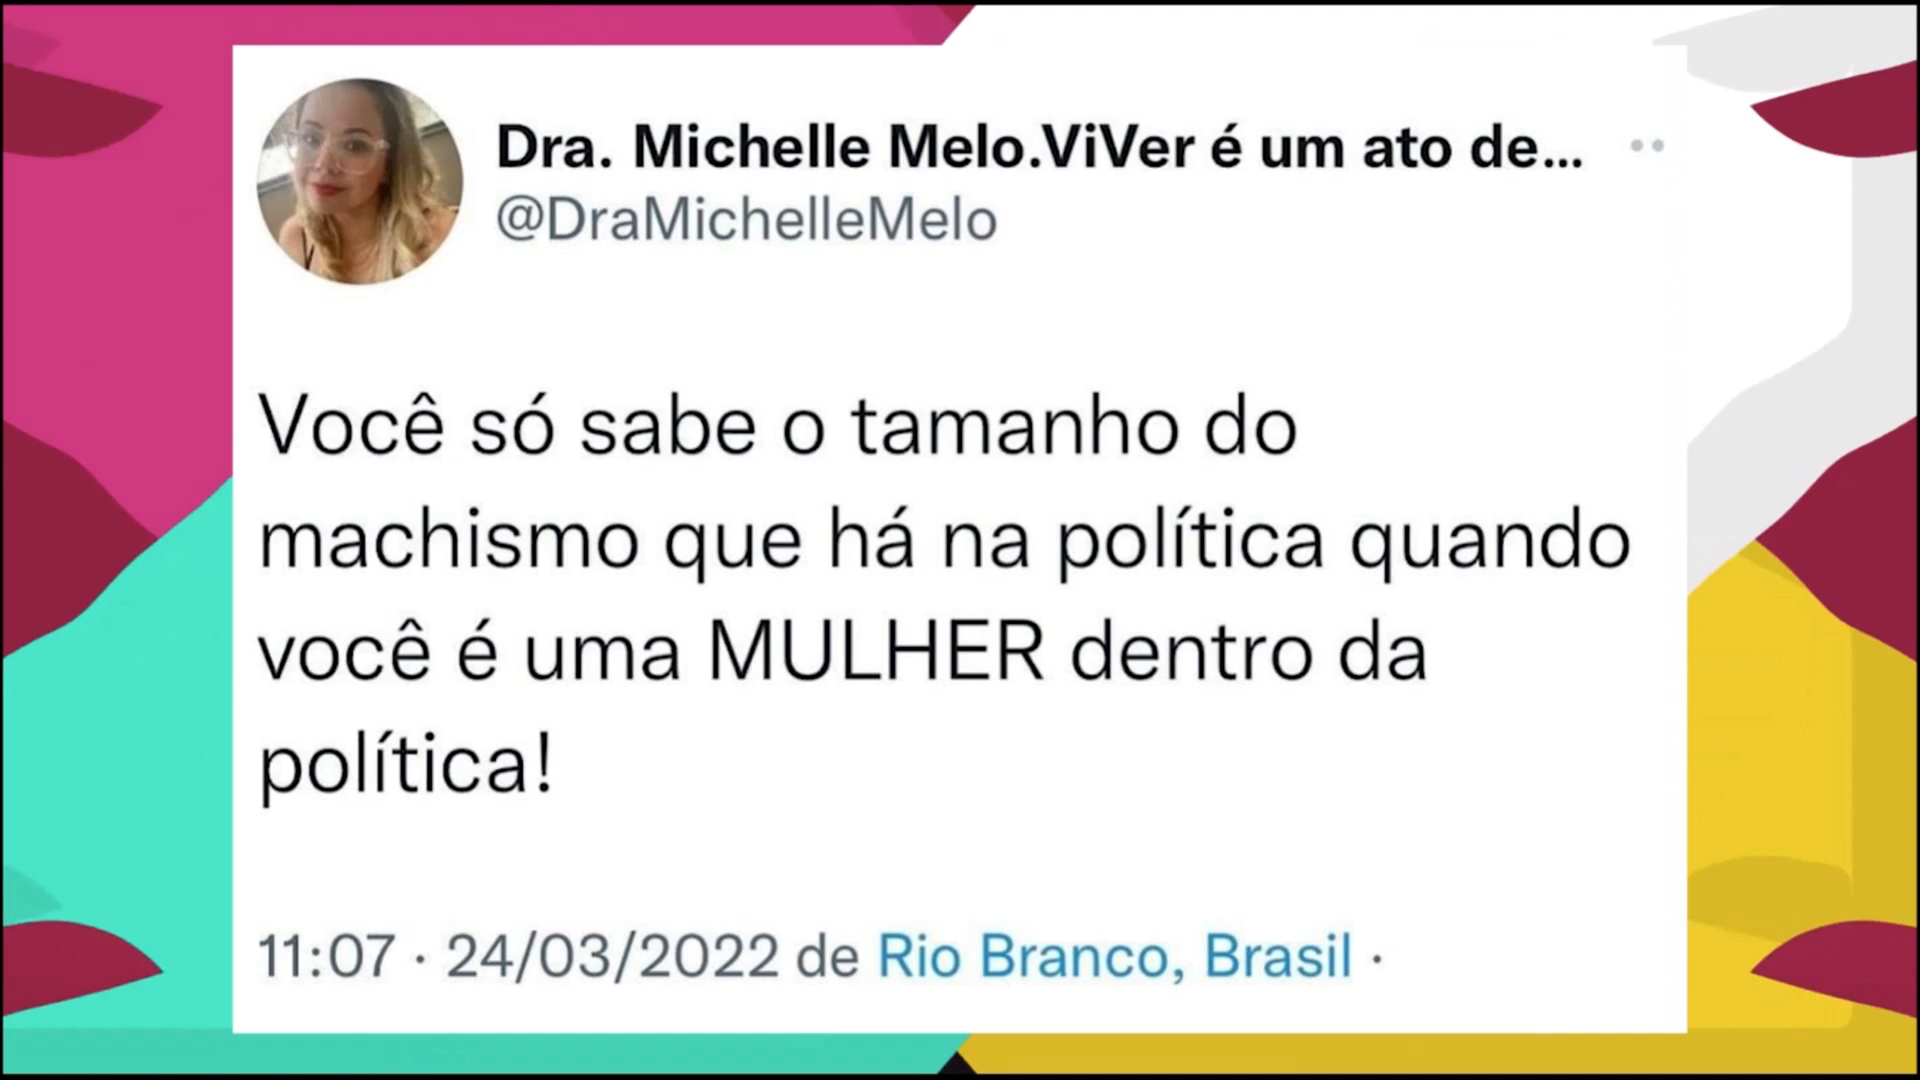 Dra. Michelle Melo.ViVer é um ato de...
@DraMichelleMelo
Você só sabe o tamanho do
machismo que há na política quando
você é uma MULHER dentro da
política!
11:07 · 24/03/2022 de Rio Branco, Brasil ·